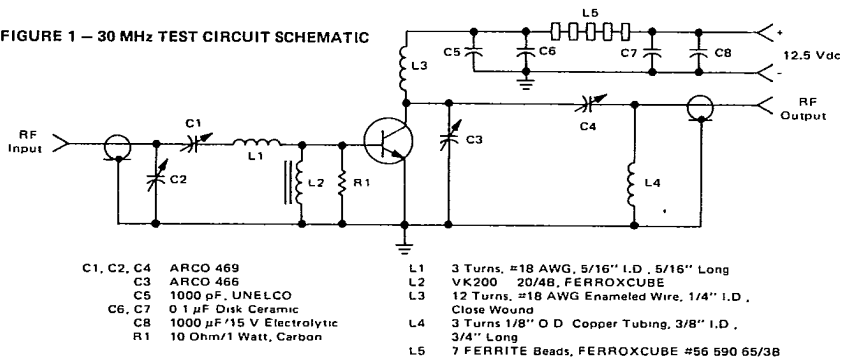 FIGURE 1 — 30 MHz TEST CIRCUIT SCHEMATIC
L5
+
C5
C6
C7
C8
12.5 Vdc
–
L3
C1
C4
RF
Output
RF
Input
C2
L1
L2
R1
C3
L4
C1, C2, C4 ARCO 469
C3 ARCO 466
C5 1000 pF, UNELCO
C6, C7 0 1 µF Disk Ceramic
C8 1000 µF/15 V Electrolytic
R1 10 Ohm/1 Watt, Carbon
L1 3 Turns, #18 AWG, 5/16" I.D , 5/16" Long
L2 VK200 20/4B, FERROXCUBE
L3 12 Turns, #18 AWG Enameled Wire, 1/4" I.D ,
Close Wound
L4 3 Turns 1/8" O D Copper Tubing, 3/8" I.D ,
3/4" Long
L5 7 FERRITE Beads, FERROXCUBE #56 590 65/3B